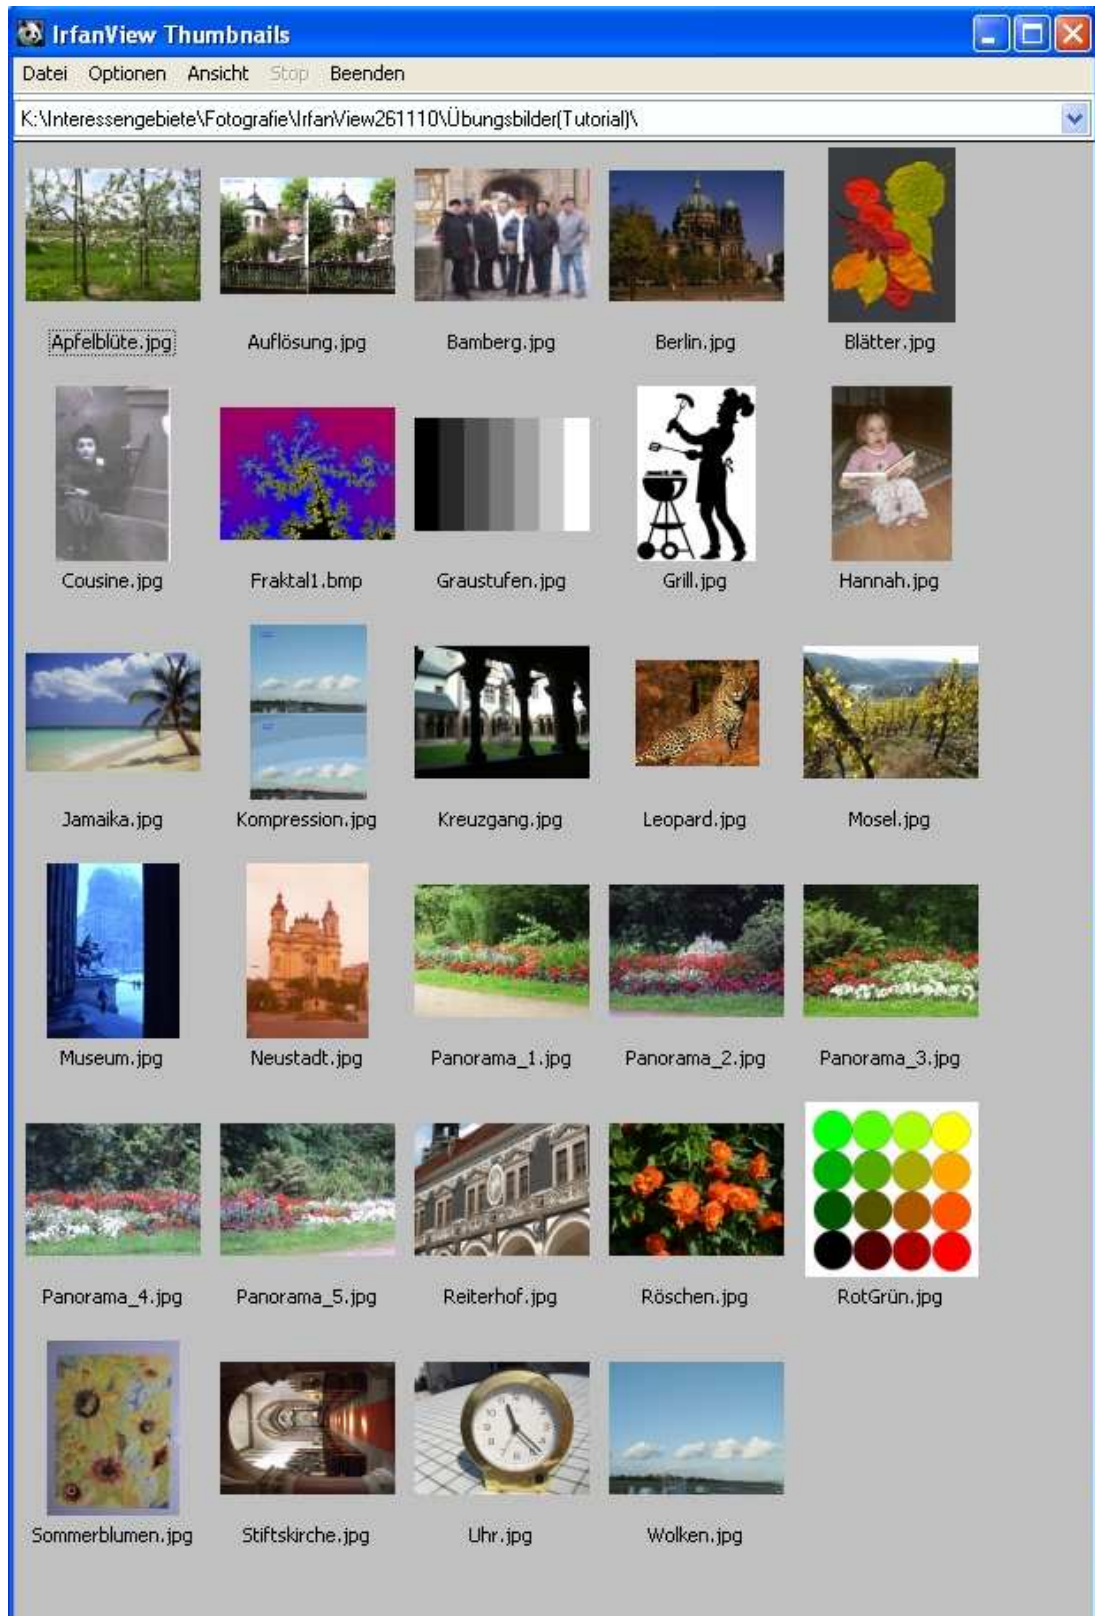 IrfanView Thumbnails
Datei Optionen Ansicht Stop Beenden
K:\Interessengebiete\Fotografie\IrfanView261110\Übungsbilder(Tutorial)\
Apfelblüte.jpg Auflösung.jpg Bamberg.jpg Berlin.jpg Blätter.jpg
Cousine.jpg Fraktal1.bmp Graustufen.jpg Grill.jpg Hannah.jpg
Jamaika.jpg Kompression.jpg Kreuzgang.jpg Leopard.jpg Mosel.jpg
Museum.jpg Neustadt.jpg Panorama_1.jpg Panorama_2.jpg Panorama_3.jpg
Panorama_4.jpg Panorama_5.jpg Reiterhof.jpg Röschen.jpg RotGrün.jpg
Sommerblumen.jpg Stiftskirche.jpg Uhr.jpg Wolken.jpg